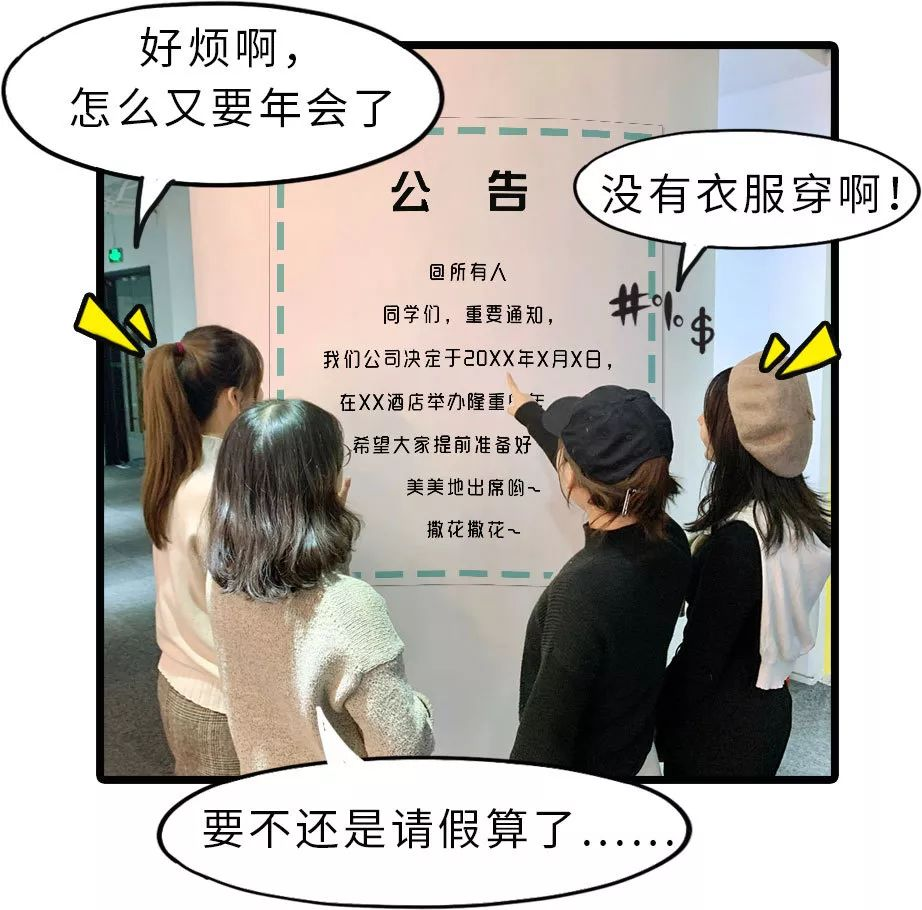 好烦啊，
怎么又要年会了
没有衣服穿啊！
公 告
@所有人
同学们，重要通知，
我们公司决定于20XX年X月X日，
在XX酒店举办隆重 年
希望大家提前准备好
美美地出席哟~
撒花撒花~
#%$
要不还是请假算了......